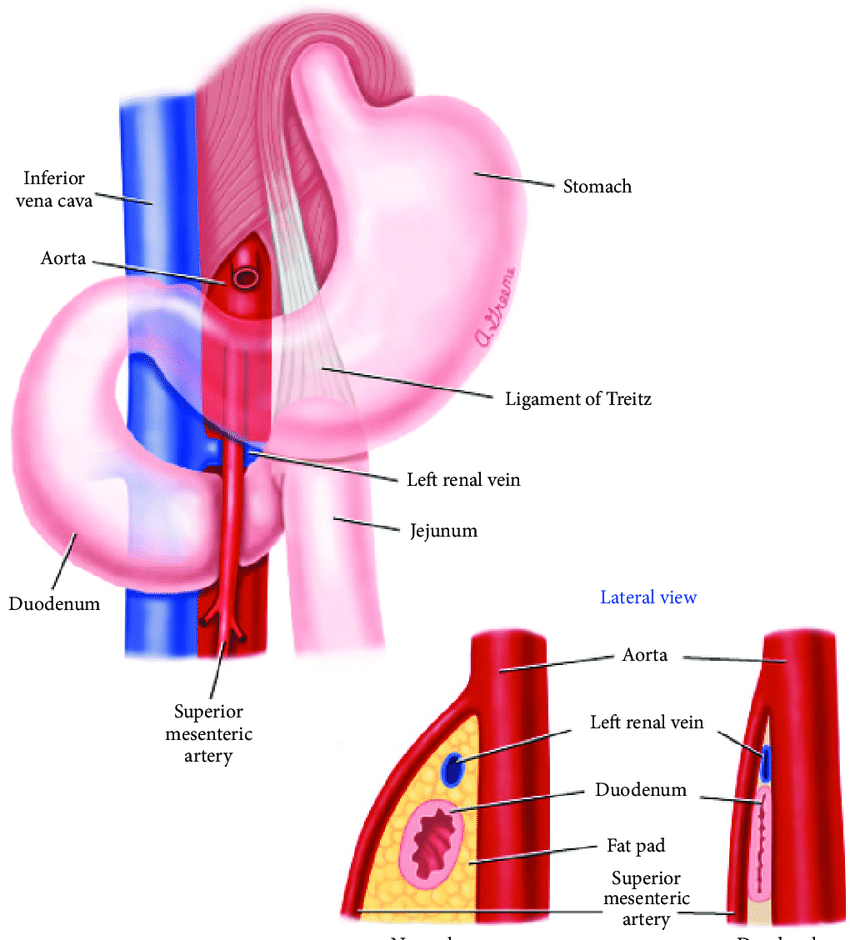 Inferior
vena cava
Stomach
Aorta
A. Greene
Ligament of Treitz
Left renal vein
Jejunum
Duodenum
Superior
mesenteric
artery
Lateral view
Aorta
Left renal vein
Duodenum
Fat pad
Superior
mesenteric
artery